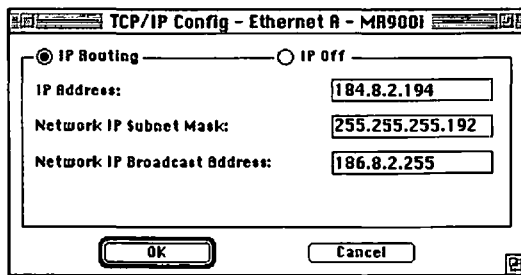 TCP/IP Config - Ethernet A - MR900i
IP Routing IP Off
IP Address: 184.8.2.194
Network IP Subnet Mask: 255.255.255.192
Network IP Broadcast Address: 186.8.2.255
OK Cancel